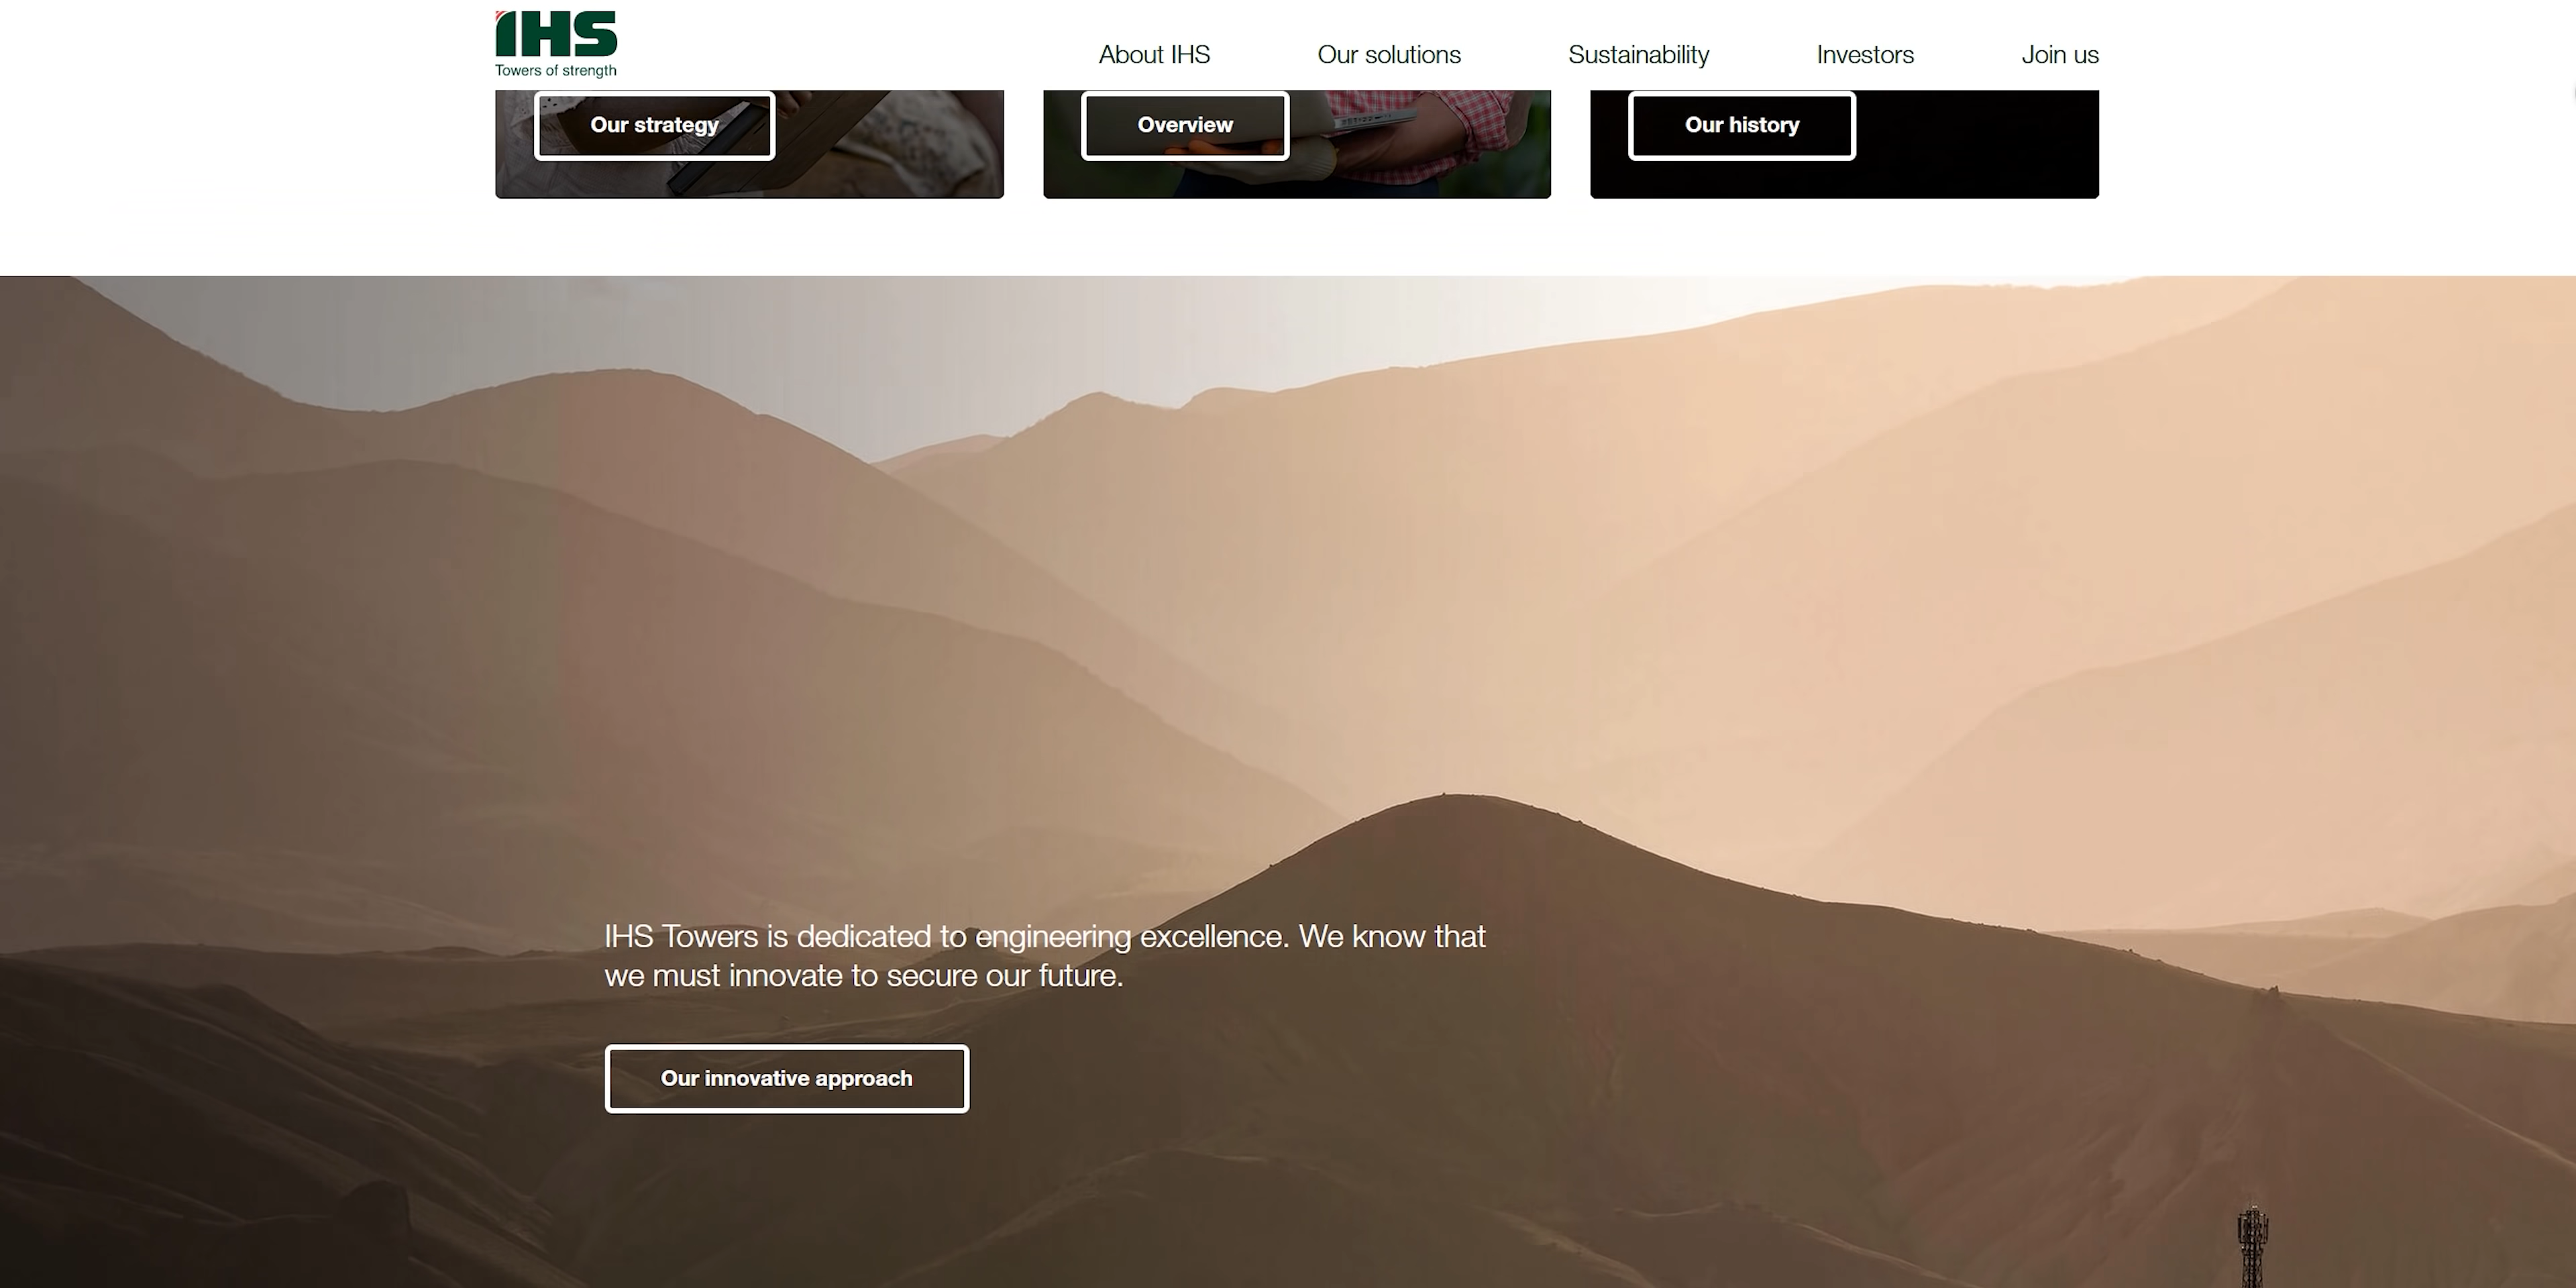 IHS
Towers of strength
About IHS
Our solutions
Sustainability
Investors
Join us
Our strategy
Overview
Our history
IHS Towers is dedicated to engineering excellence. We know that
we must innovate to secure our future.
Our innovative approach